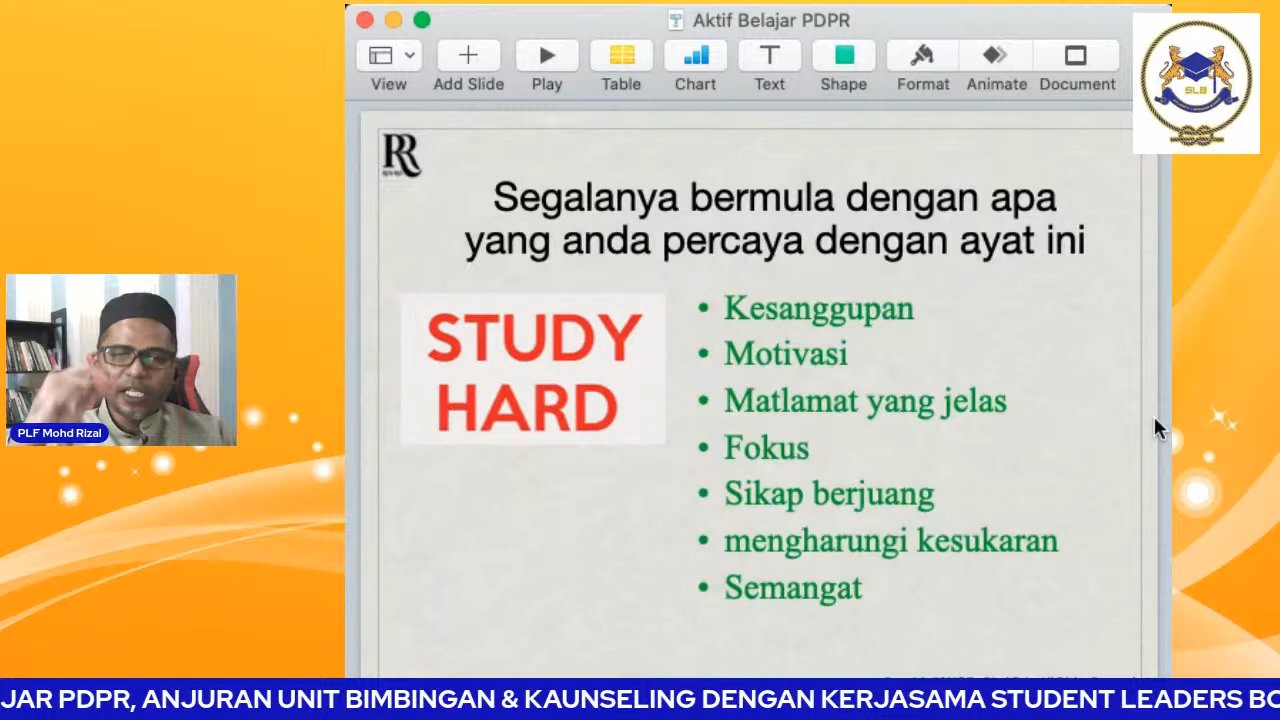 Aktif Belajar PDPR
View
Add Slide
Play
Table
Chart
Text
Shape
Format
Animate
Document
SLB
RR
Segalanya bermula dengan apa
yang anda percaya dengan ayat ini
STUDY
HARD
• Kesanggupan
• Motivasi
• Matlamat yang jelas
• Fokus
• Sikap berjuang
• mengharungi kesukaran
• Semangat
PLF Mohd Rizal
JAR PDPR, ANJURAN UNIT BIMBINGAN & KAUNSELING DENGAN KERJASAMA STUDENT LEADERS BO